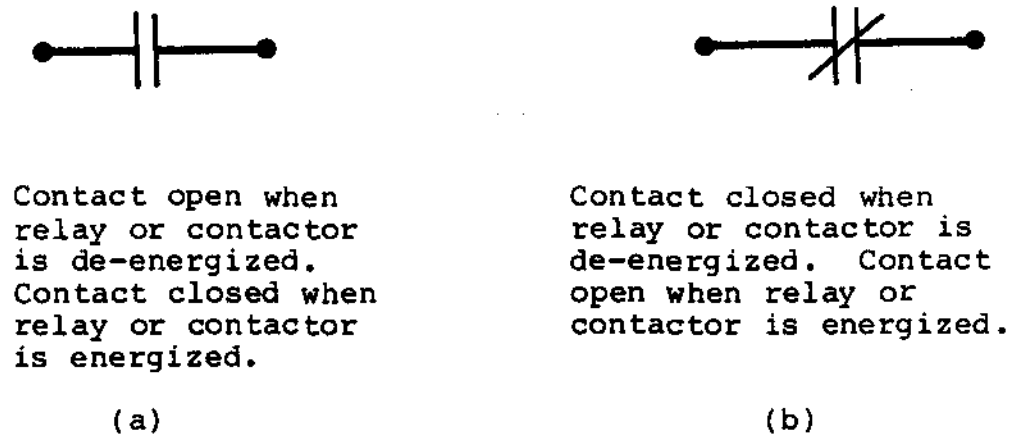 Contact open when
relay or contactor
is de-energized.
Contact closed when
relay or contactor
is energized.
(a)
Contact closed when
relay or contactor is
de-energized. Contact
open when relay or
contactor is energized.
(b)